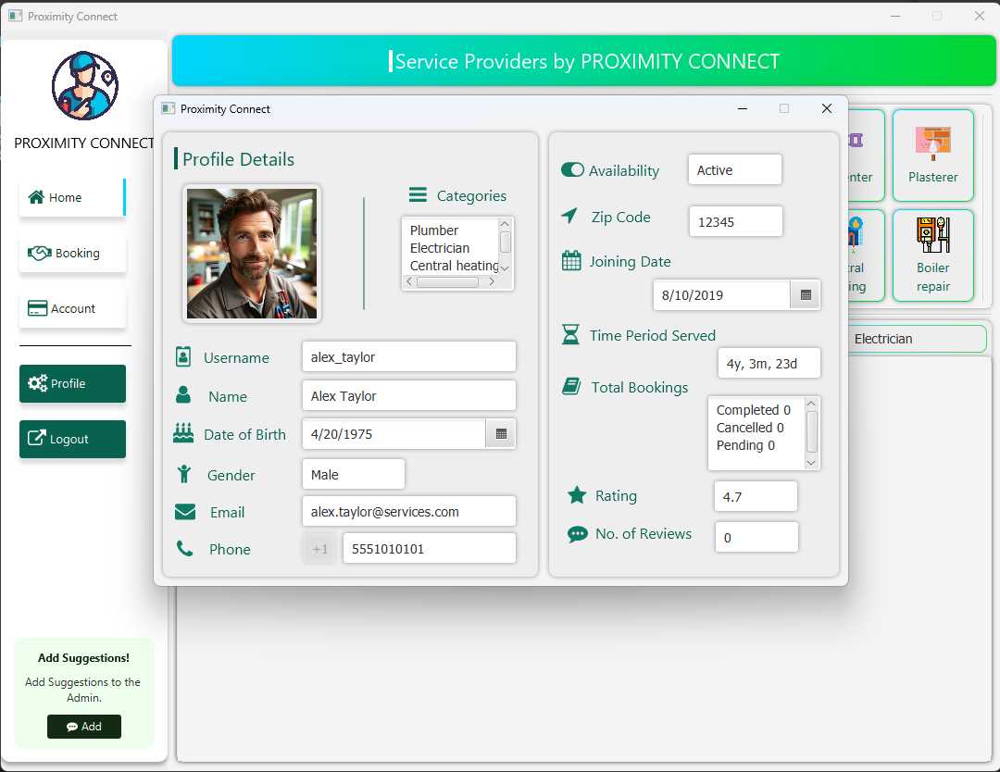 Proximity Connect
Service Providers by PROXIMITY CONNECT
PROXIMITY CONNECT
Home
Booking
Account
Profile
Logout
Add Suggestions!
Add Suggestions to the
Admin.
Add
Proximity Connect
Profile Details
Categories
Plumber
Electrician
Central heating
Username
alex_taylor
Name
Alex Taylor
Date of Birth
4/20/1975
Gender
Male
Email
alex.taylor@services.com
Phone
+1
5551010101
Availability
Active
Zip Code
12345
Joining Date
8/10/2019
Time Period Served
4y, 3m, 23d
Total Bookings
Completed 0
Cancelled 0
Pending 0
Rating
4.7
No. of Reviews
0
nter
Plasterer
ral
ing
Boiler
repair
Electrician